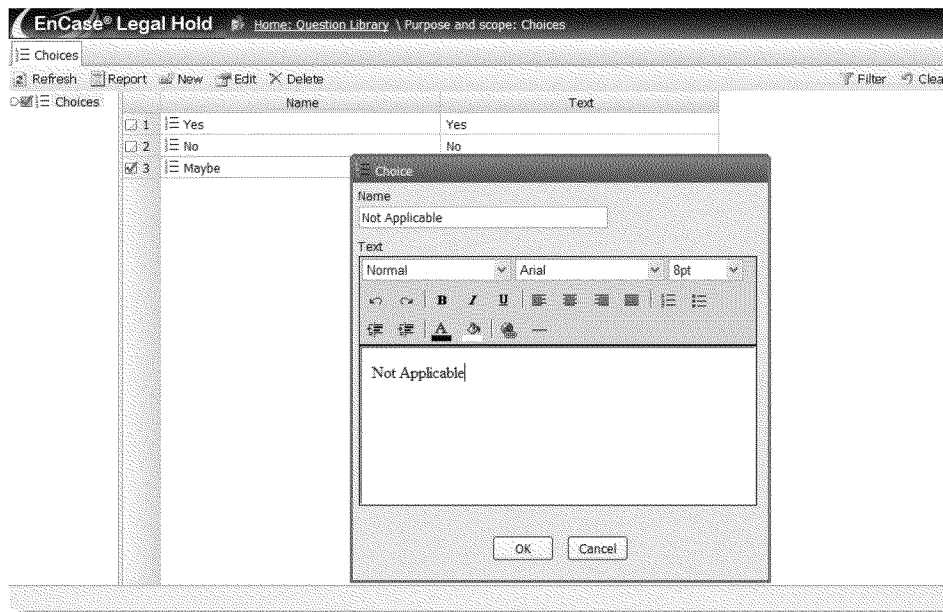 EnCase® Legal Hold Home: Question Library \ Purpose and scope: Choices
Choices
Refresh Report New Edit Delete Filter Clea
Choices Name Text
1 Yes Yes
2 No No
3 Maybe
Choice
Name
Not Applicable
Text
Normal Arial 8pt
B I U
A
Not Applicable
OK Cancel